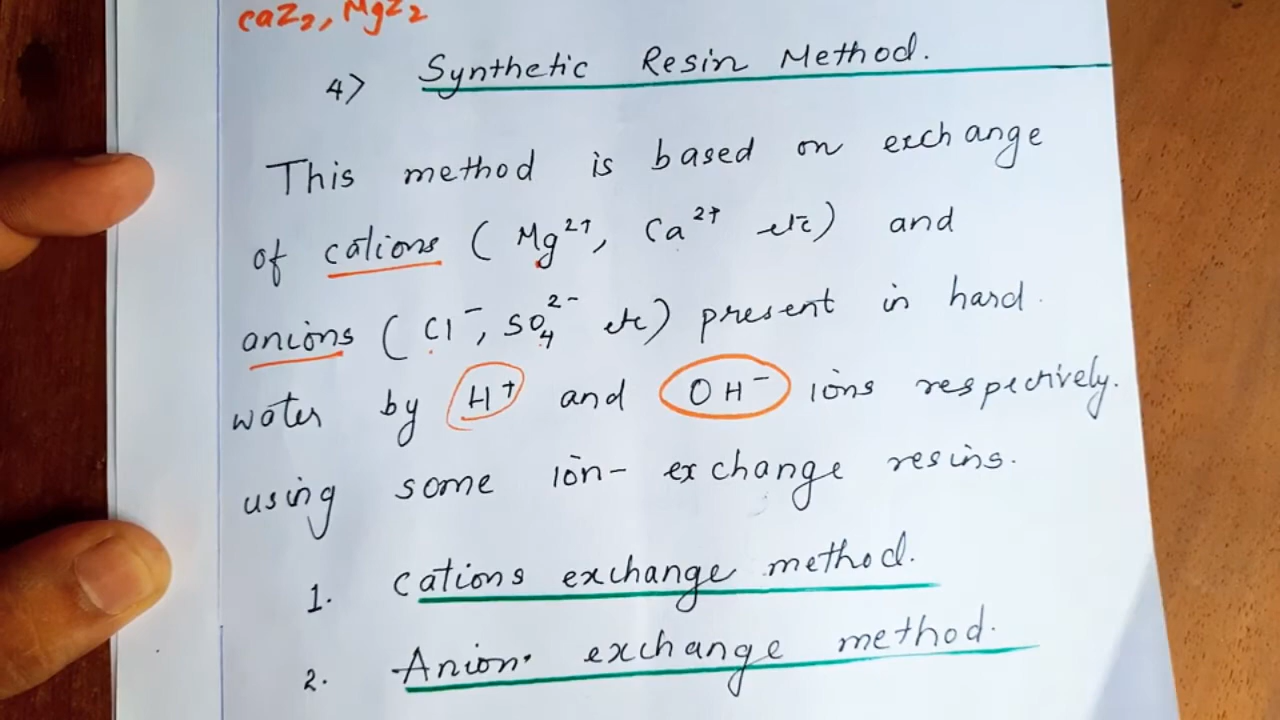 CaZ₂, MgZ₂
4) Synthetic Resin Method.
This method is based on exchange
of cations ( Mg²⁺, Ca²⁺ etc) and
anions ( Cl⁻, SO₄²⁻ etc) present in hard
water by H⁺ and OH⁻ ions respectively.
using some ion- exchange resins.
1. Cations exchange method.
2. Anion exchange method.